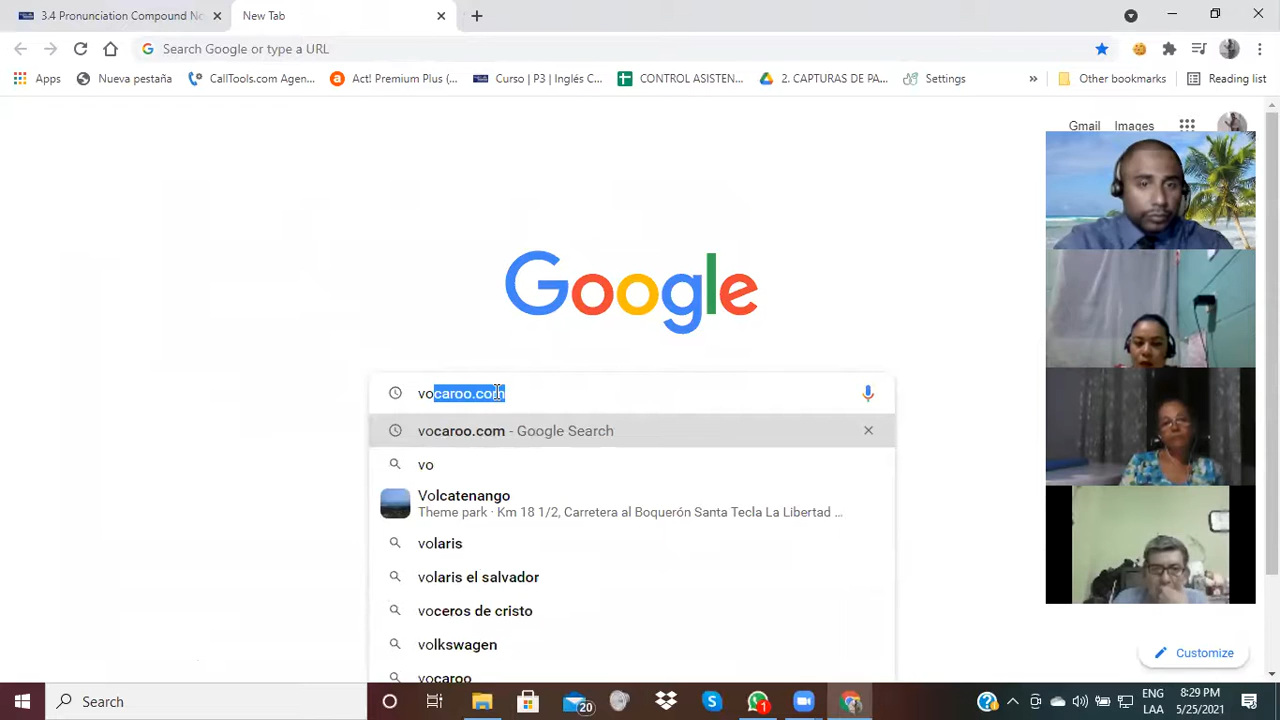 3.4 Pronunciation Compound No
New Tab
Search Google or type a URL
Apps
Nueva pestaña
CallTools.com Agen...
Act! Premium Plus (...
Curso | P3 | Inglés C...
CONTROL ASISTEN...
2. CAPTURAS DE PA...
Settings
»
Other bookmarks
Reading list
Gmail
Images
Google
vocaroo.com
vocaroo.com - Google Search
vo
Volcatenango
Theme park · Km 18 1/2, Carretera al Boquerón Santa Tecla La Libertad ...
volaris
volaris el salvador
voceros de cristo
volkswagen
vocaroo
Customize
Search
20
1
ENG
LAA
8:29 PM
5/25/2021